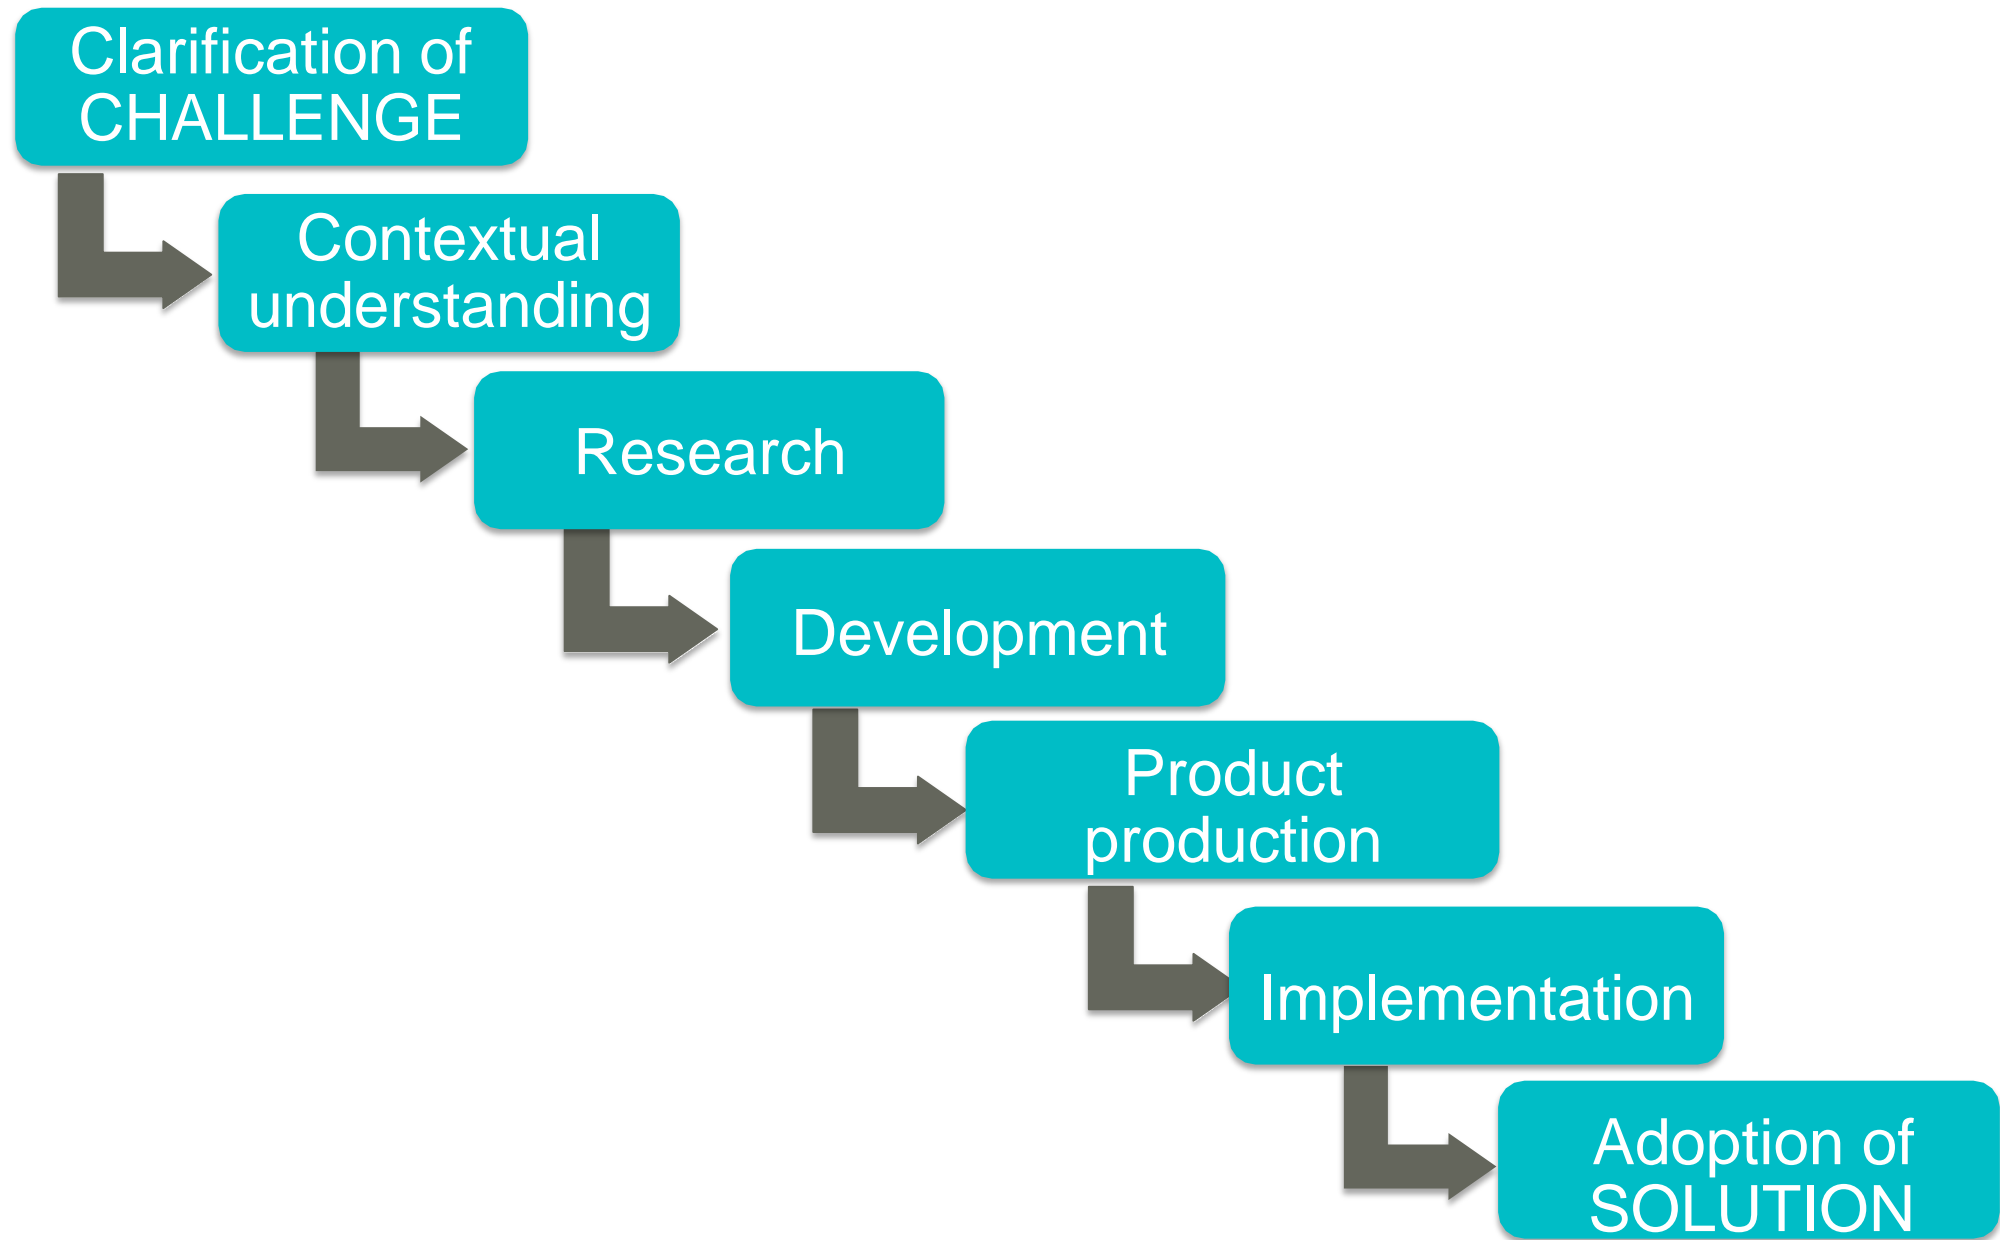 Clarification of
CHALLENGE
Contextual
understanding
Research
Development
Product
production
Implementation
Adoption of
SOLUTION